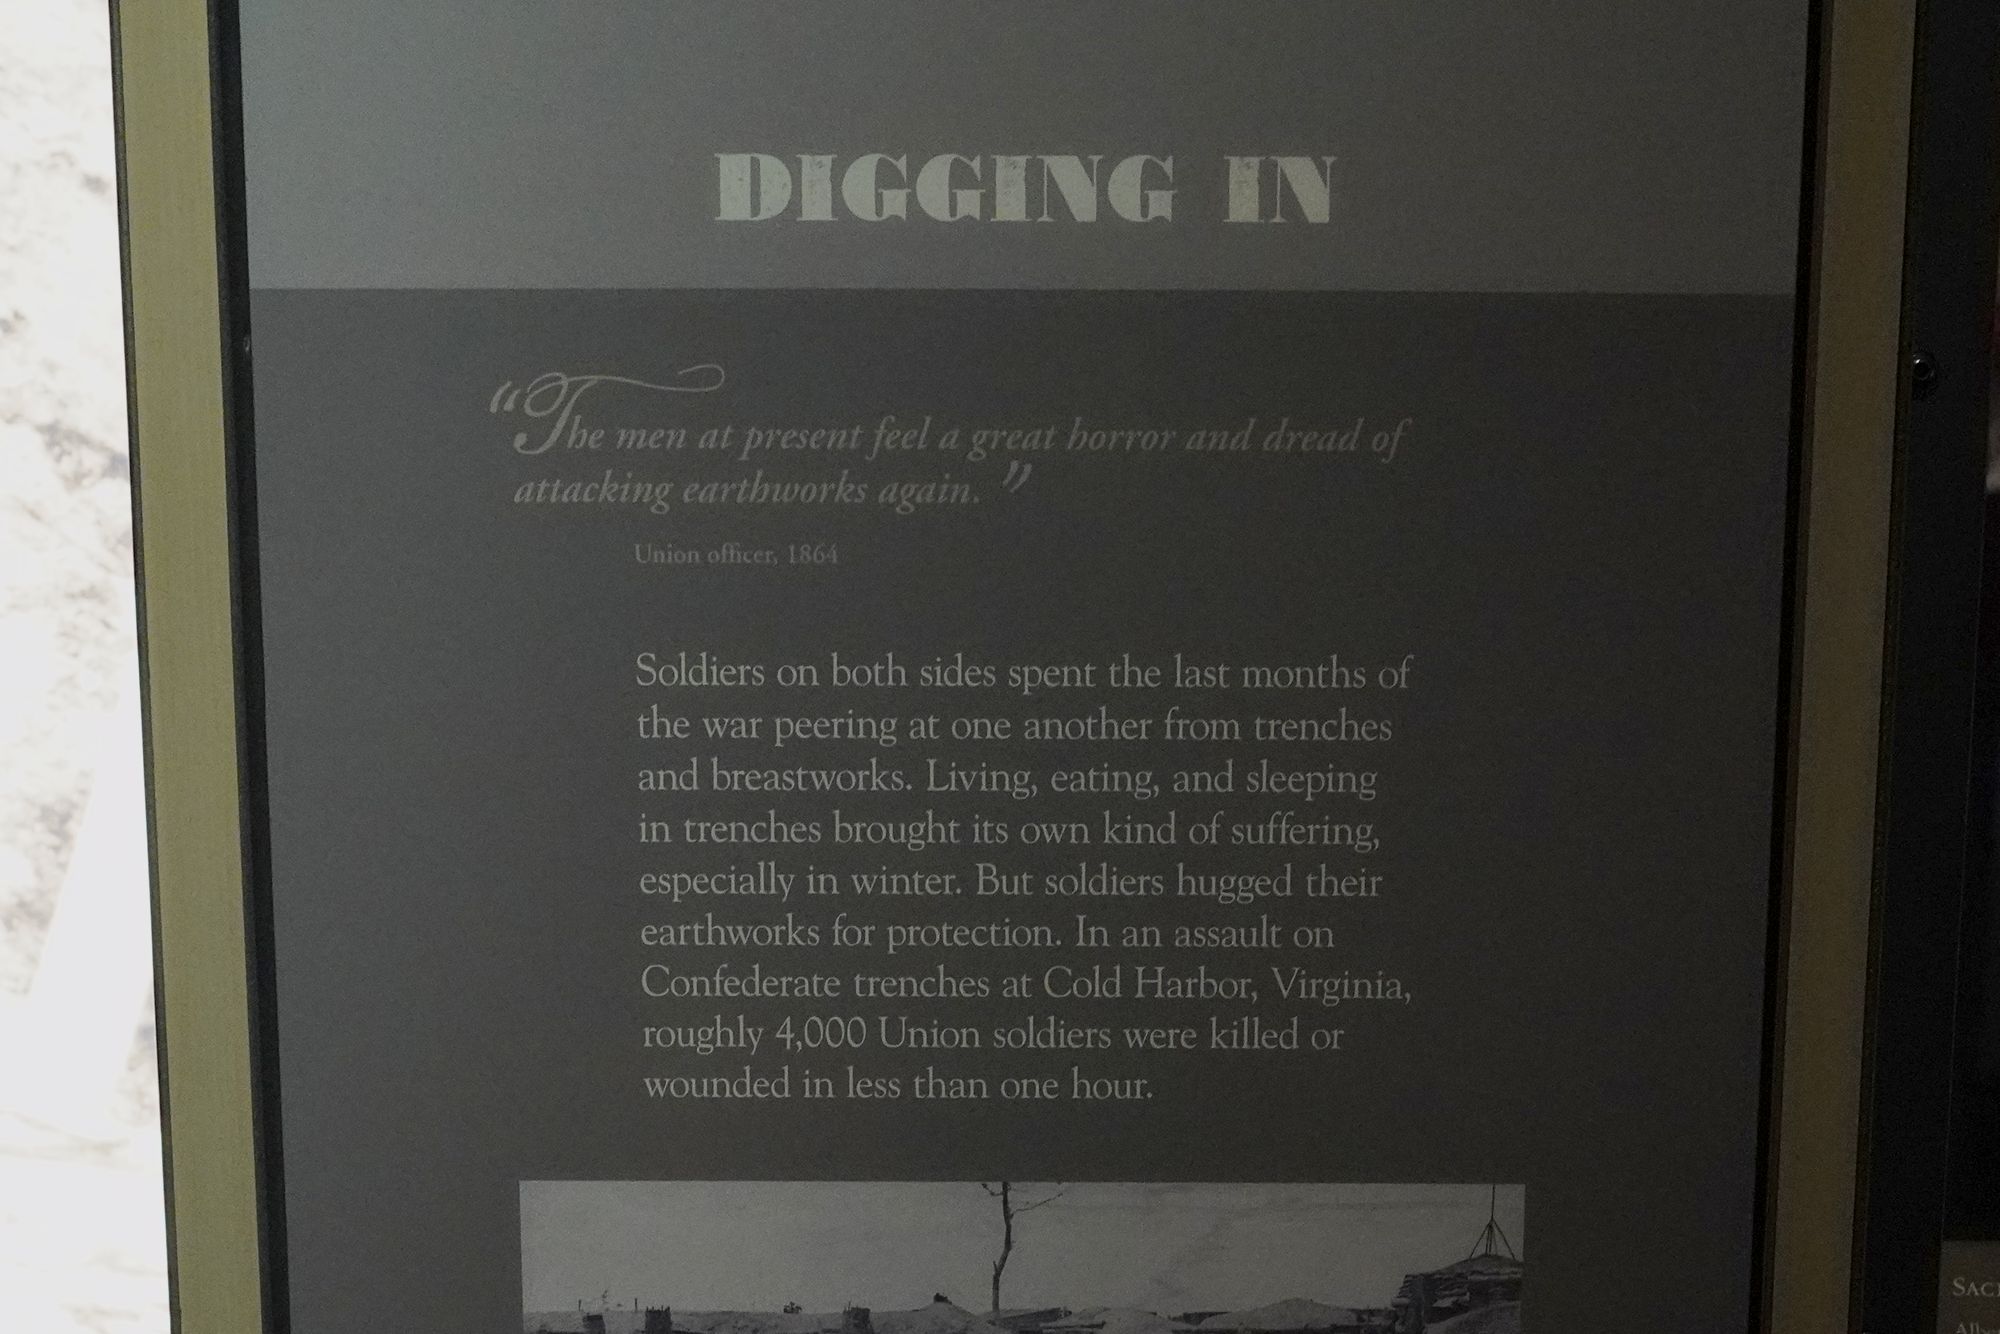 DIGGING IN
“The men at present feel a great horror and dread of
attacking earthworks again.”
Union officer, 1864
Soldiers on both sides spent the last months of
the war peering at one another from trenches
and breastworks. Living, eating, and sleeping
in trenches brought its own kind of suffering,
especially in winter. But soldiers hugged their
earthworks for protection. In an assault on
Confederate trenches at Cold Harbor, Virginia,
roughly 4,000 Union soldiers were killed or
wounded in less than one hour.